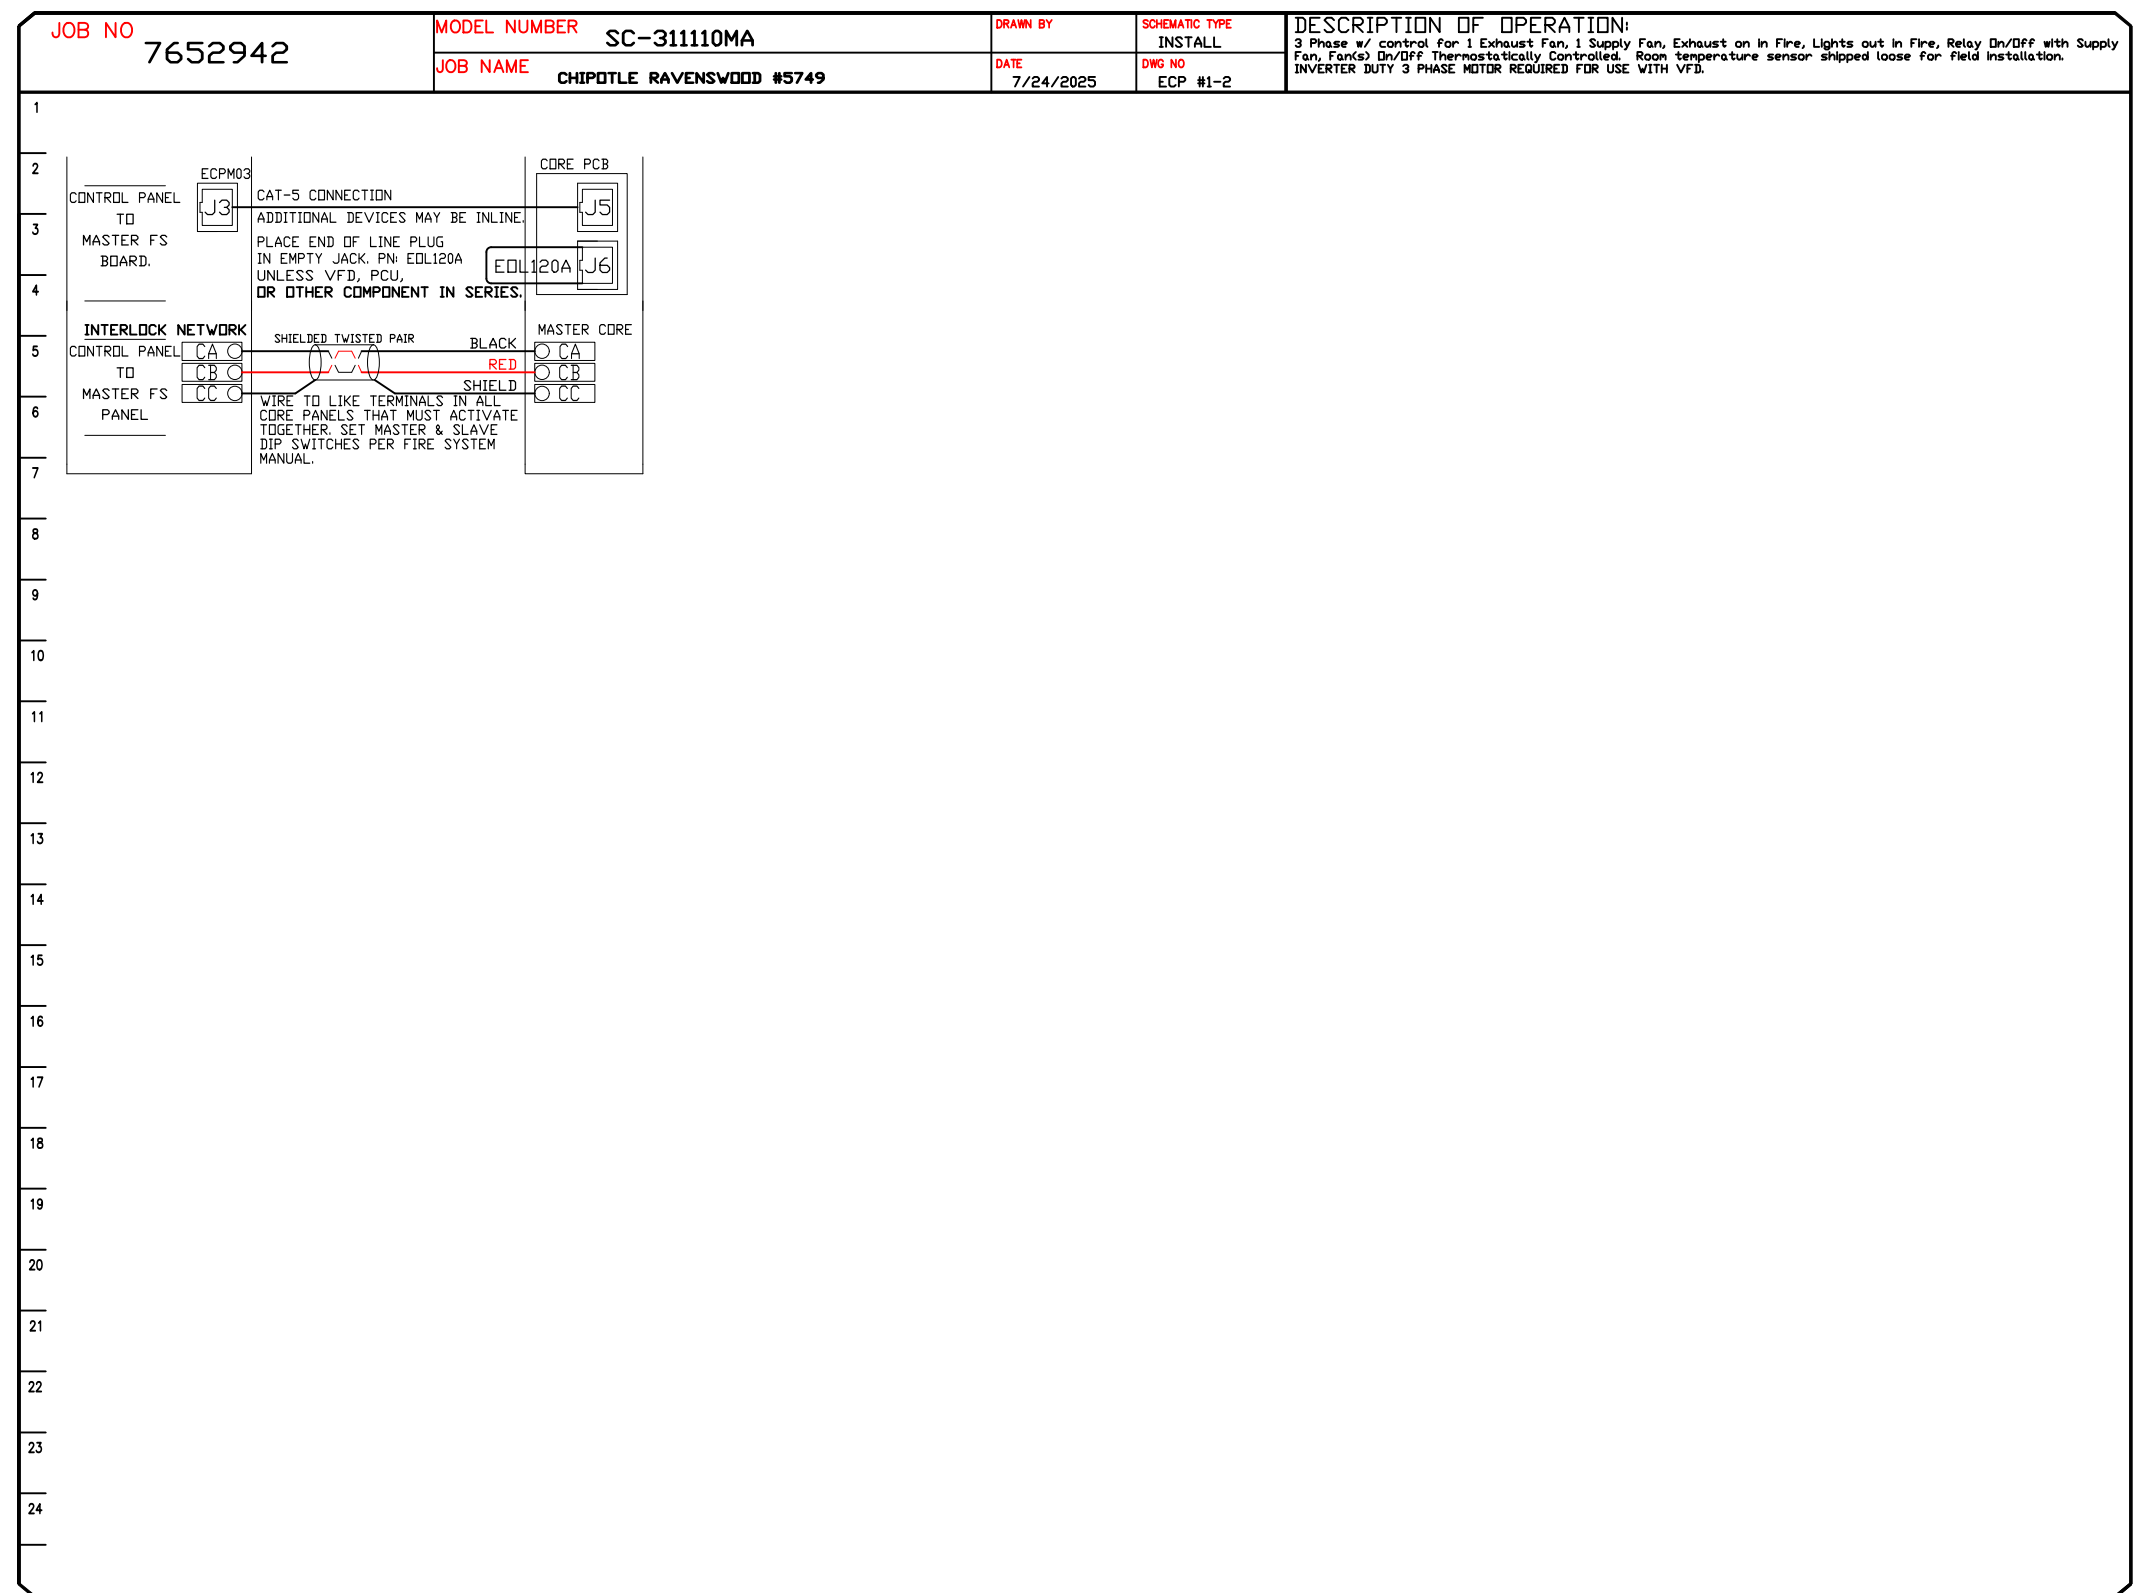 JOB NO
7652942
MODEL NUMBER
SC-311110MA
JOB NAME
CHIPOTLE RAVENSWOOD #5749
DRAWN BY
SCHEMATIC TYPE
INSTALL
DATE
7/24/2025
DWG NO
ECP #1-2
DESCRIPTION OF OPERATION:
3 Phase w/ control for 1 Exhaust Fan, 1 Supply Fan, Exhaust on in Fire, Lights out in Fire, Relay On/Off with Supply
Fan, Fan(s) On/Off Thermostatically Controlled. Room temperature sensor shipped loose for field installation.
INVERTER DUTY 3 PHASE MOTOR REQUIRED FOR USE WITH VFD.
1
2
3
4
5
6
7
8
9
10
11
12
13
14
15
16
17
18
19
20
21
22
23
24
CONTROL PANEL
TO
MASTER FS
BOARD.
ECPM03
J3
CAT-5 CONNECTION
ADDITIONAL DEVICES MAY BE INLINE.
PLACE END OF LINE PLUG
IN EMPTY JACK. PN: EOL120A
UNLESS VFD, PCU,
OR OTHER COMPONENT IN SERIES.
CORE PCB
J5
EOL120A
J6
INTERLOCK NETWORK
CONTROL PANEL
TO
MASTER FS
PANEL
CA
CB
CC
SHIELDED TWISTED PAIR
BLACK
RED
SHIELD
MASTER CORE
CA
CB
CC
WIRE TO LIKE TERMINALS IN ALL
CORE PANELS THAT MUST ACTIVATE
TOGETHER. SET MASTER & SLAVE
DIP SWITCHES PER FIRE SYSTEM
MANUAL.